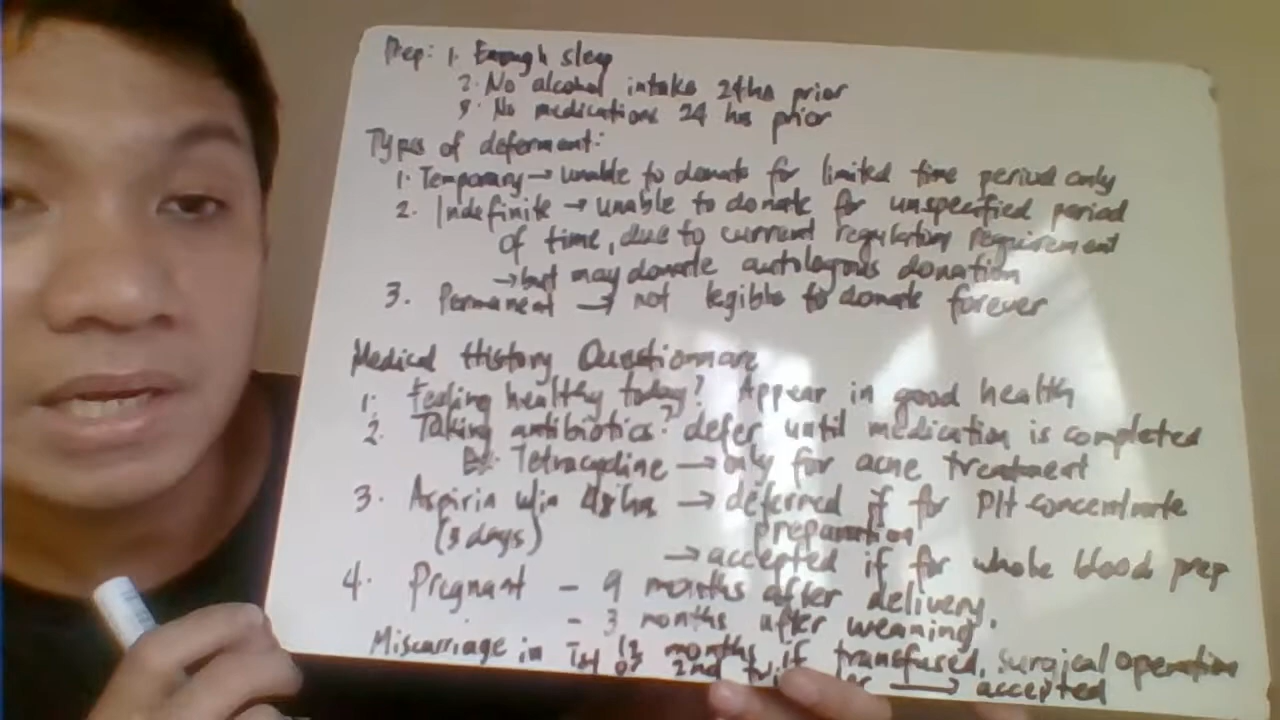 Prep: 1. Enough sleep
2. No alcohol intake 24hs prior
3. No medications 24 hrs prior
Types of deferment:
1. Temporary → unable to donate for limited time period only
2. Indefinite → unable to donate for unspecified period
of time, due to current regulatory requirement
→ but may donate autologous donation
3. Permanent → not legible to donate forever
Medical History Questionnare
1. Feeling healthy today? Appear in good health
2. Taking antibiotics? defer until medication is completed
Ex: Tetracycline → only for acne treatment
3. Aspirin w/in 48hs → deferred if for Plt concentrate
(3 days) preparation
→ accepted if for whole blood prep
4. Pregnant - 9 months after delivery.
- 3 months after weaning.
12 months if transfused, surgical operation
Miscarriage in 1st or 2nd → accepted